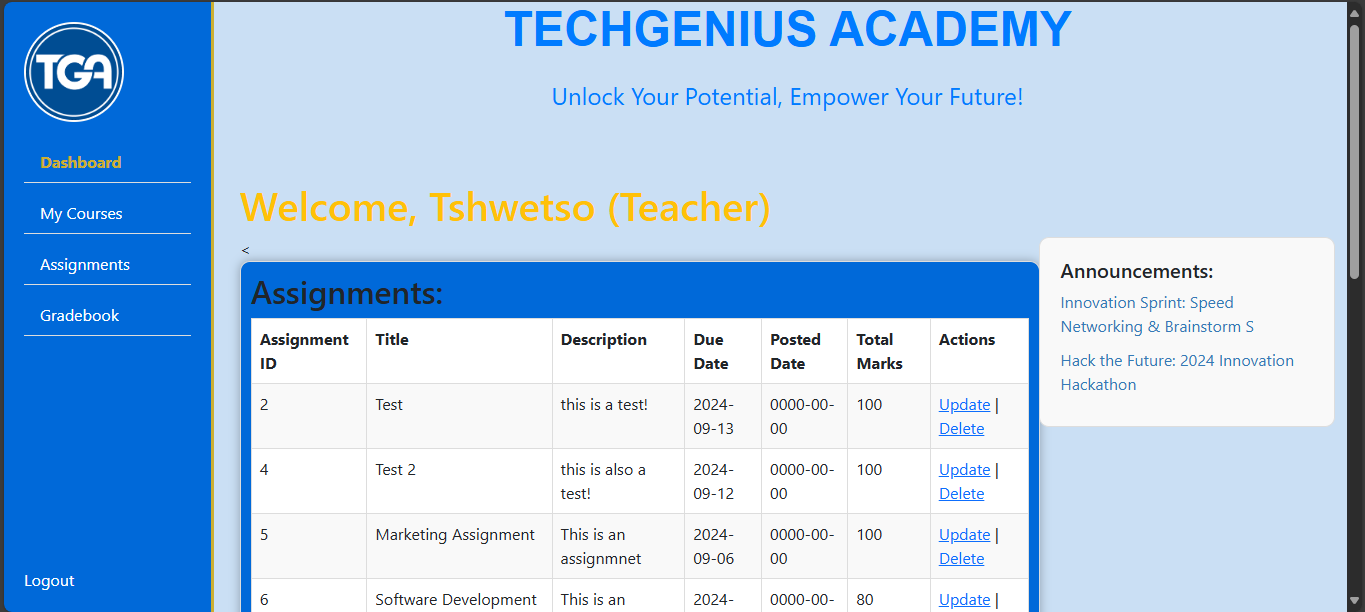 TGA
Dashboard
My Courses
Assignments
Gradebook
Logout
TECHGENIUS ACADEMY
Unlock Your Potential, Empower Your Future!
Welcome, Tshwetso (Teacher)
<
Assignments:
Assignment ID Title Description Due Date Posted Date Total Marks Actions
2 Test this is a test! 2024-09-13 0000-00-00 100 Update | Delete
4 Test 2 this is also a test! 2024-09-12 0000-00-00 100 Update | Delete
5 Marketing Assignment This is an assignmnet 2024-09-06 0000-00-00 100 Update | Delete
6 Software Development This is an 2024- 0000-00- 80 Update |
Announcements:
Innovation Sprint: Speed
Networking & Brainstorm S
Hack the Future: 2024 Innovation
Hackathon